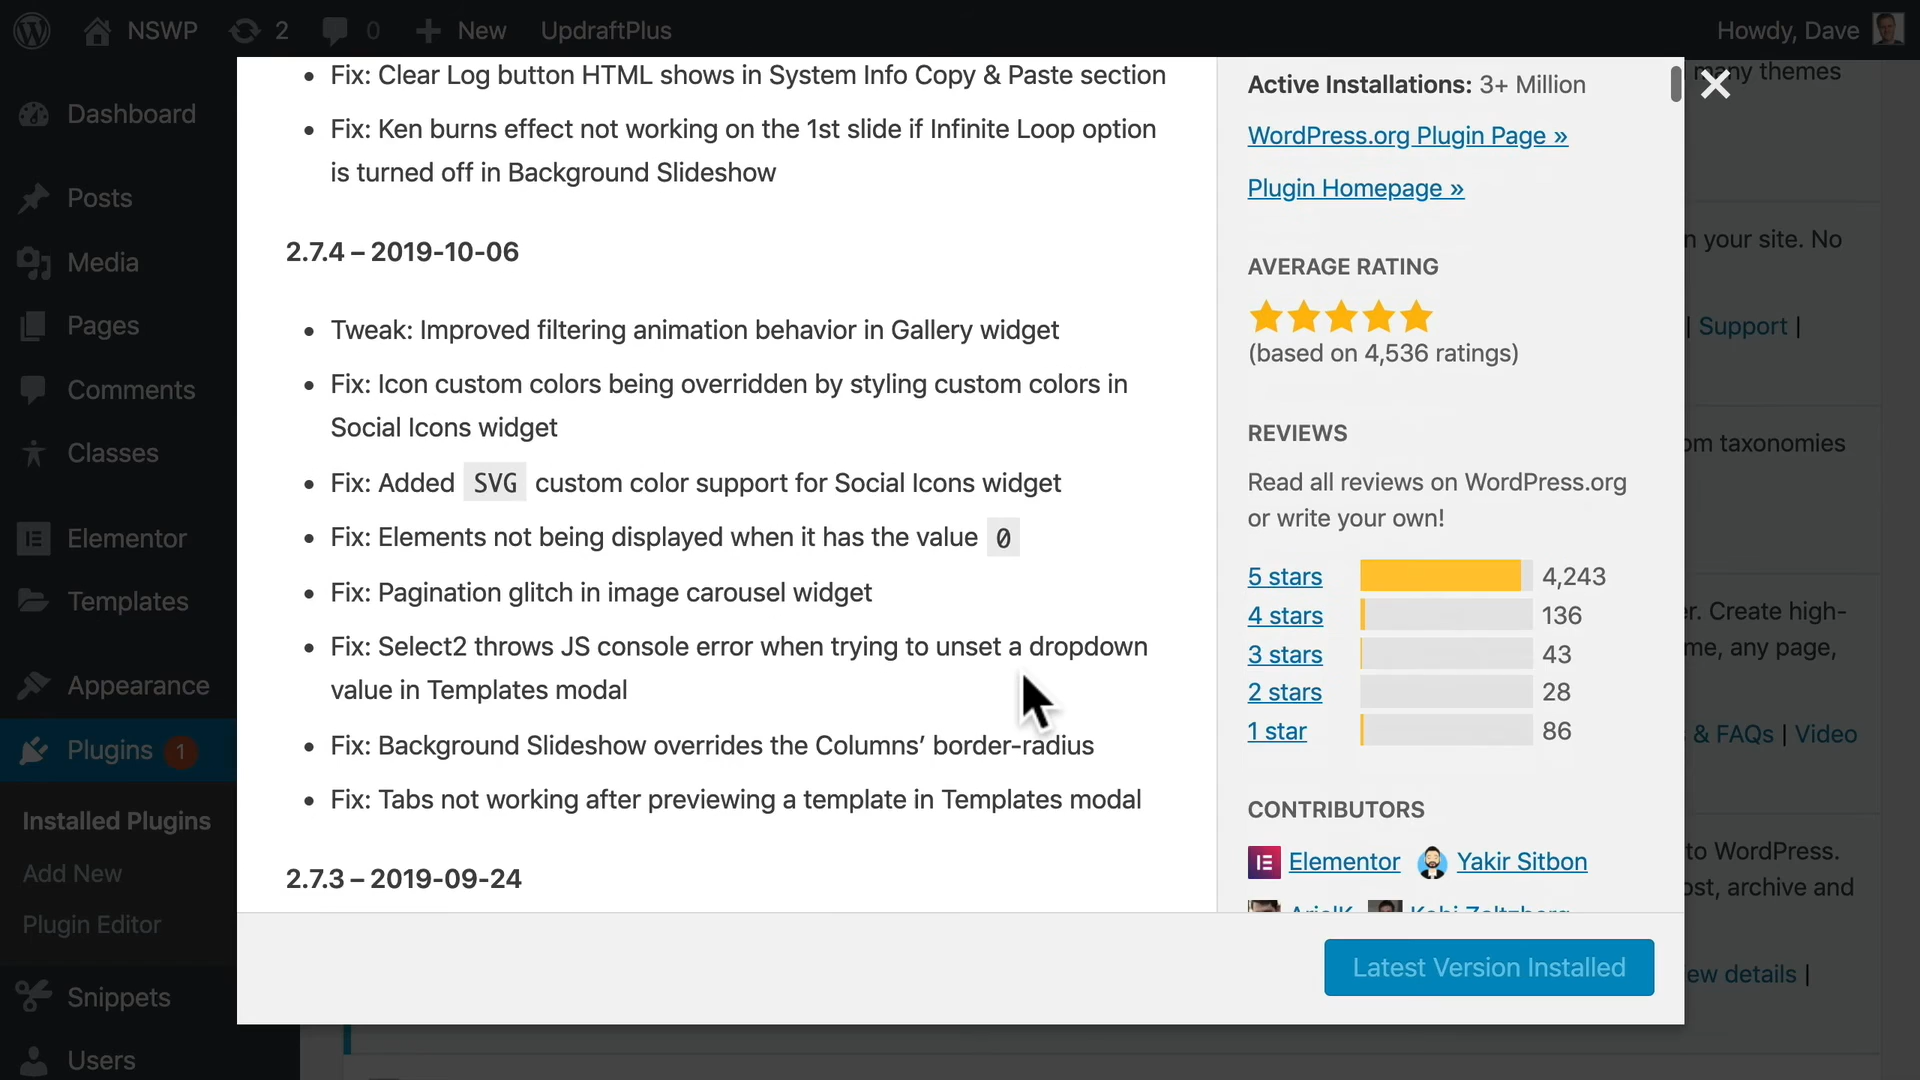 NSWP
2
0
New
UpdraftPlus
Howdy, Dave
Dashboard
Posts
Media
Pages
Comments
Classes
Elementor
Templates
Appearance
Plugins 1
Installed Plugins
Add New
Plugin Editor
Snippets
Users
Fix: Clear Log button HTML shows in System Info Copy & Paste section
Fix: Ken burns effect not working on the 1st slide if Infinite Loop option
is turned off in Background Slideshow
2.7.4 – 2019-10-06
Tweak: Improved filtering animation behavior in Gallery widget
Fix: Icon custom colors being overridden by styling custom colors in
Social Icons widget
Fix: Added SVG custom color support for Social Icons widget
Fix: Elements not being displayed when it has the value 0
Fix: Pagination glitch in image carousel widget
Fix: Select2 throws JS console error when trying to unset a dropdown
value in Templates modal
Fix: Background Slideshow overrides the Columns’ border-radius
Fix: Tabs not working after previewing a template in Templates modal
2.7.3 – 2019-09-24
Active Installations: 3+ Million
WordPress.org Plugin Page »
Plugin Homepage »
AVERAGE RATING
(based on 4,536 ratings)
REVIEWS
Read all reviews on WordPress.org
or write your own!
5 stars 4,243
4 stars 136
3 stars 43
2 stars 28
1 star 86
CONTRIBUTORS
Elementor Yakir Sitbon
Latest Version Installed
many themes
n your site. No
| Support |
om taxonomies
er. Create high-
me, any page,
& FAQs | Video
to WordPress.
ost, archive and
ew details |